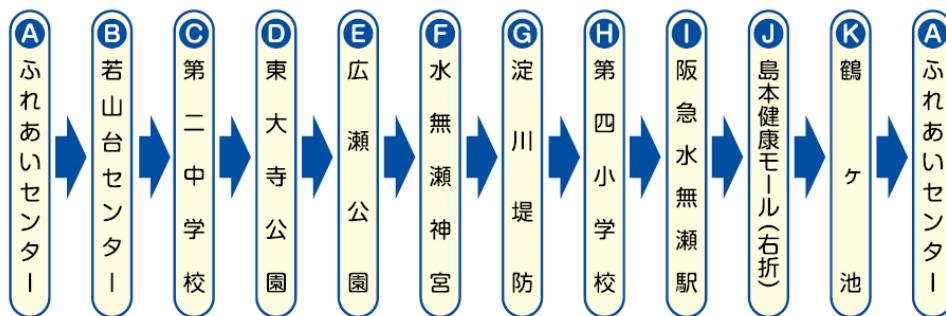 A ふれあいセンター
B 若山台センター
C 第二中学校
D 東大寺公園
E 広瀬公園
F 水無瀬神宮
G 淀川堤防
H 第四小学校
I 阪急水無瀬駅
J 島本健康モール(右折)
K 鶴ヶ池
A ふれあいセンター